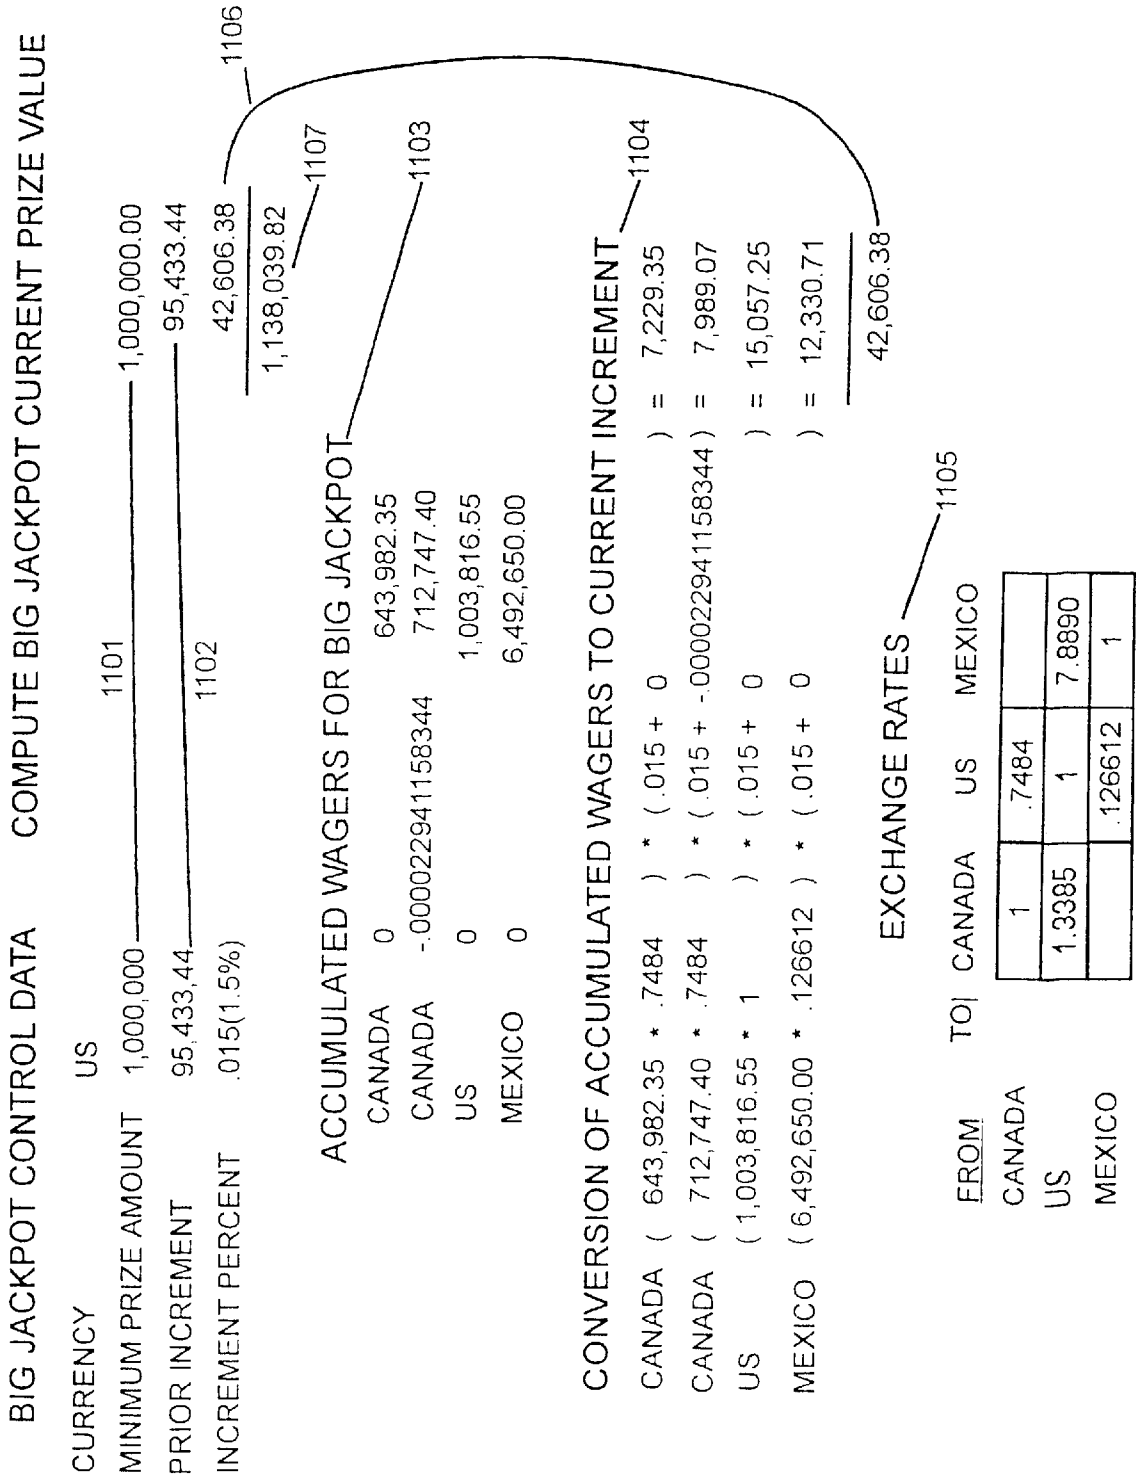 BIG JACKPOT CONTROL DATA COMPUTE BIG JACKPOT CURRENT PRIZE VALUE
1106
CURRENCY US
1101
MINIMUM PRIZE AMOUNT 1,000,000 1,000,000.00
PRIOR INCREMENT 95,433,44 95,433.44
1102
INCREMENT PERCENT .015(1.5%) 42,606.38
1,138,039.82
1107
ACCUMULATED WAGERS FOR BIG JACKPOT
1103
CANADA 0 643,982.35
CANADA -.000022941158344 712,747.40
US 0 1,003,816.55
MEXICO 0 6,492,650.00
CONVERSION OF ACCUMULATED WAGERS TO CURRENT INCREMENT
1104
CANADA ( 643,982.35 * .7484 ) * ( .015 + 0 ) = 7,229.35
CANADA ( 712,747.40 * .7484 ) * ( .015 + -.000022941158344 ) = 7,989.07
US ( 1,003,816.55 * 1 ) * ( .015 + 0 ) = 15,057.25
MEXICO ( 6,492,650.00 * .126612 ) * ( .015 + 0 ) = 12,330.71
42,606.38
EXCHANGE RATES
1105
FROM TO| CANADA US MEXICO
CANADA 1 .7484
US 1.3385 1 7.8890
MEXICO .126612 1